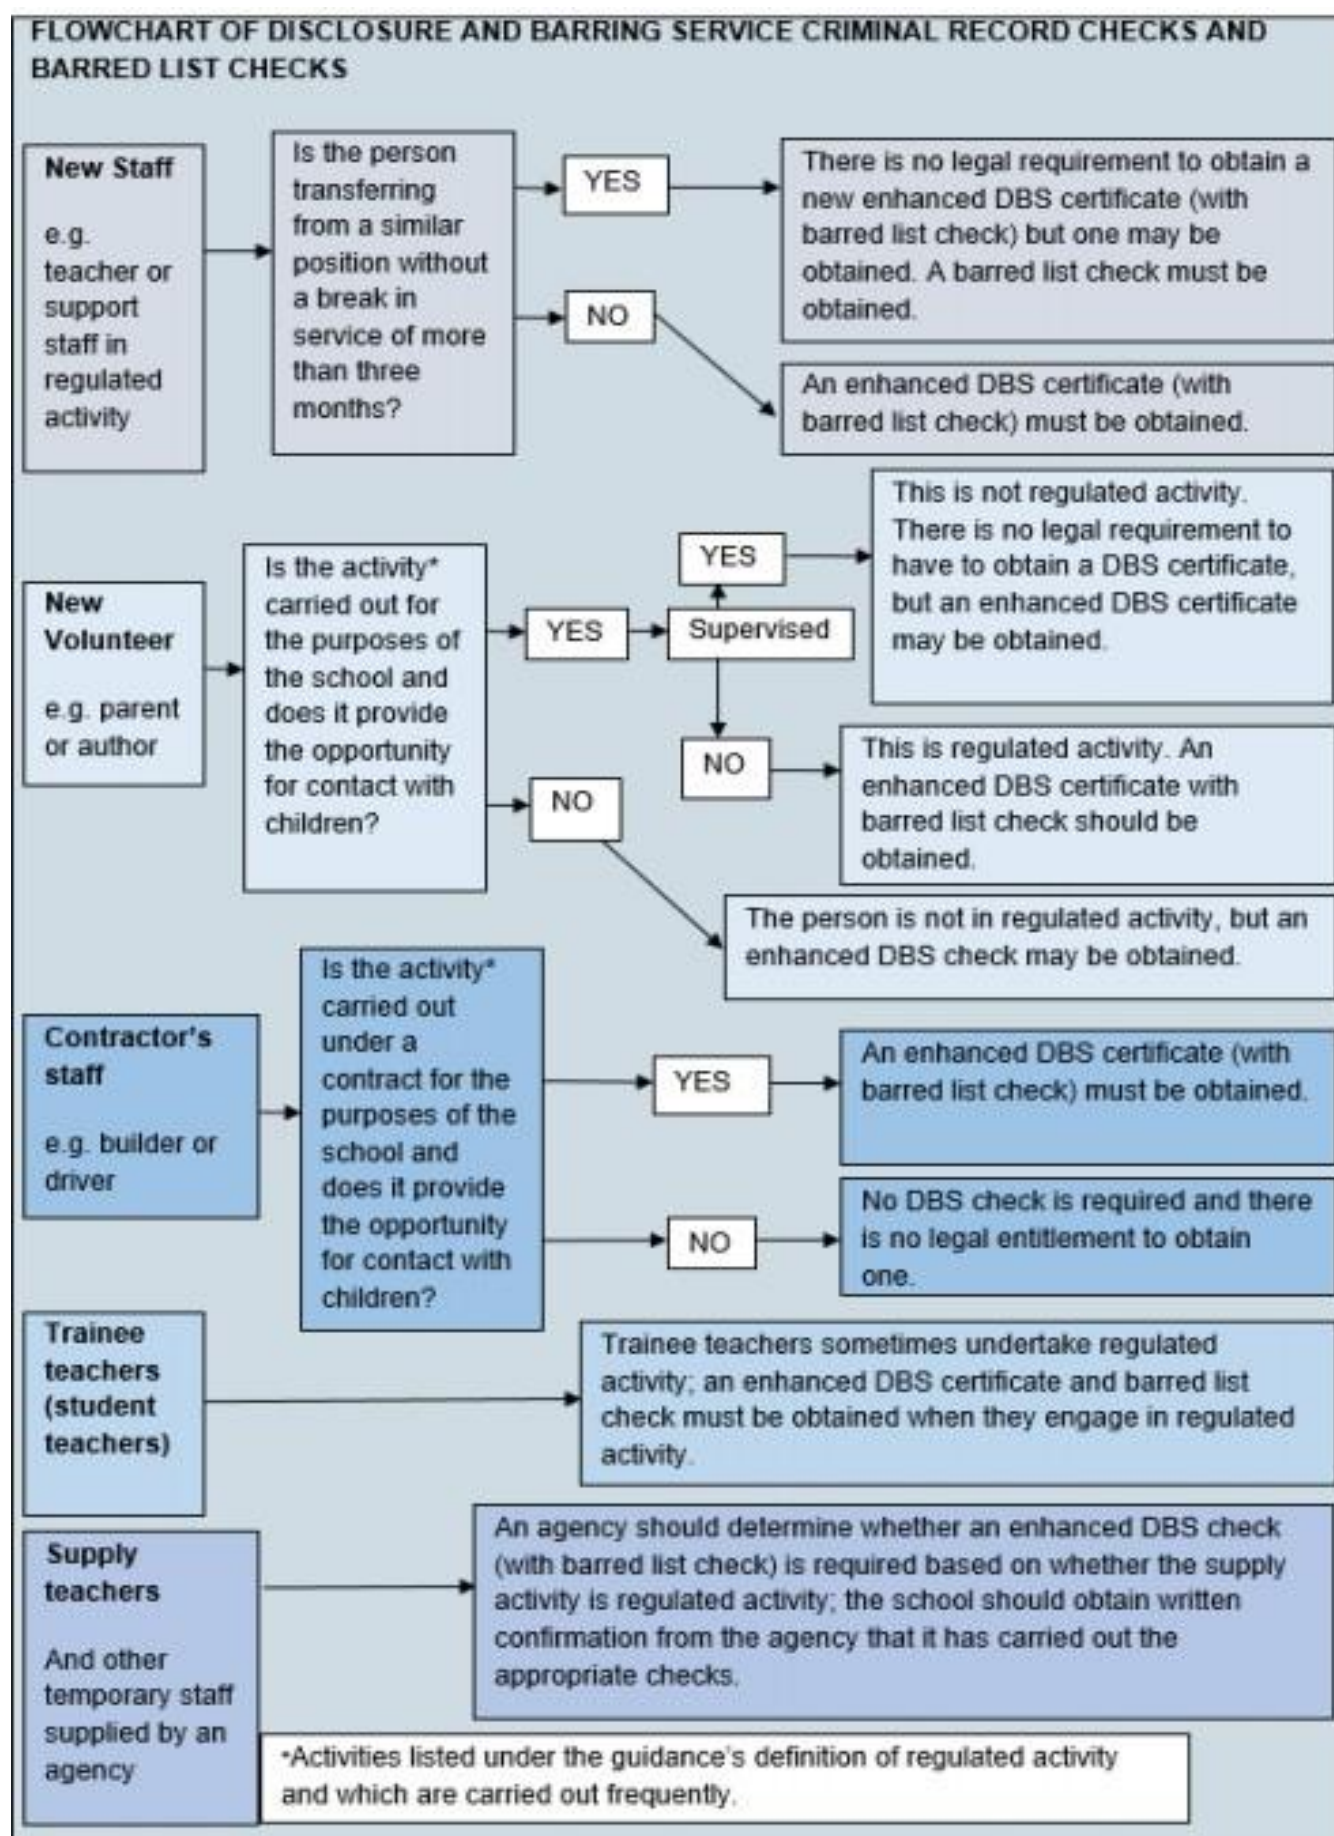 FLOWCHART OF DISCLOSURE AND BARRING SERVICE CRIMINAL RECORD CHECKS AND
BARRED LIST CHECKS
New Staff
e.g.
teacher or
support
staff in
regulated
activity
Is the person
transferring
from a similar
position without
a break in
service of more
than three
months?
YES
There is no legal requirement to obtain a
new enhanced DBS certificate (with
barred list check) but one may be
obtained. A barred list check must be
obtained.
NO
An enhanced DBS certificate (with
barred list check) must be obtained.
New
Volunteer
e.g. parent
or author
Is the activity*
carried out for
the purposes of
the school and
does it provide
the opportunity
for contact with
children?
YES
Supervised
YES
This is not regulated activity.
There is no legal requirement to
have to obtain a DBS certificate,
but an enhanced DBS certificate
may be obtained.
NO
This is regulated activity. An
enhanced DBS certificate with
barred list check should be
obtained.
NO
The person is not in regulated activity, but an
enhanced DBS check may be obtained.
Contractor's
staff
e.g. builder or
driver
Is the activity*
carried out
under a
contract for the
purposes of the
school and
does it provide
the opportunity
for contact with
children?
YES
An enhanced DBS certificate (with
barred list check) must be obtained.
NO
No DBS check is required and there
is no legal entitlement to obtain
one.
Trainee
teachers
(student
teachers)
Trainee teachers sometimes undertake regulated
activity; an enhanced DBS certificate and barred list
check must be obtained when they engage in regulated
activity.
Supply
teachers
And other
temporary staff
supplied by an
agency
An agency should determine whether an enhanced DBS check
(with barred list check) is required based on whether the supply
activity is regulated activity; the school should obtain written
confirmation from the agency that it has carried out the
appropriate checks.
*Activities listed under the guidance's definition of regulated activity
and which are carried out frequently.